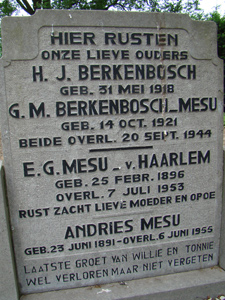 HIER RUSTEN
ONZE LIEVE OUDERS
H. J. BERKENBOSCH
GEB. 31 MEI 1918
G. M. BERKENBOSCH-MESU
GEB. 14 OCT. 1921
BEIDE OVERL. 20 SEPT. 1944
E. G. MESU - v. HAARLEM
GEB. 25 FEBR. 1896
OVERL. 7 JULI 1953
RUST ZACHT LIEVE MOEDER EN OPOE
ANDRIES MESU
GEB. 23 JUNI 1891-OVERL. 6 JUNI 1955
LAATSTE GROET VAN WILLIE EN TONNIE
WEL VERLOREN MAAR NIET VERGETEN